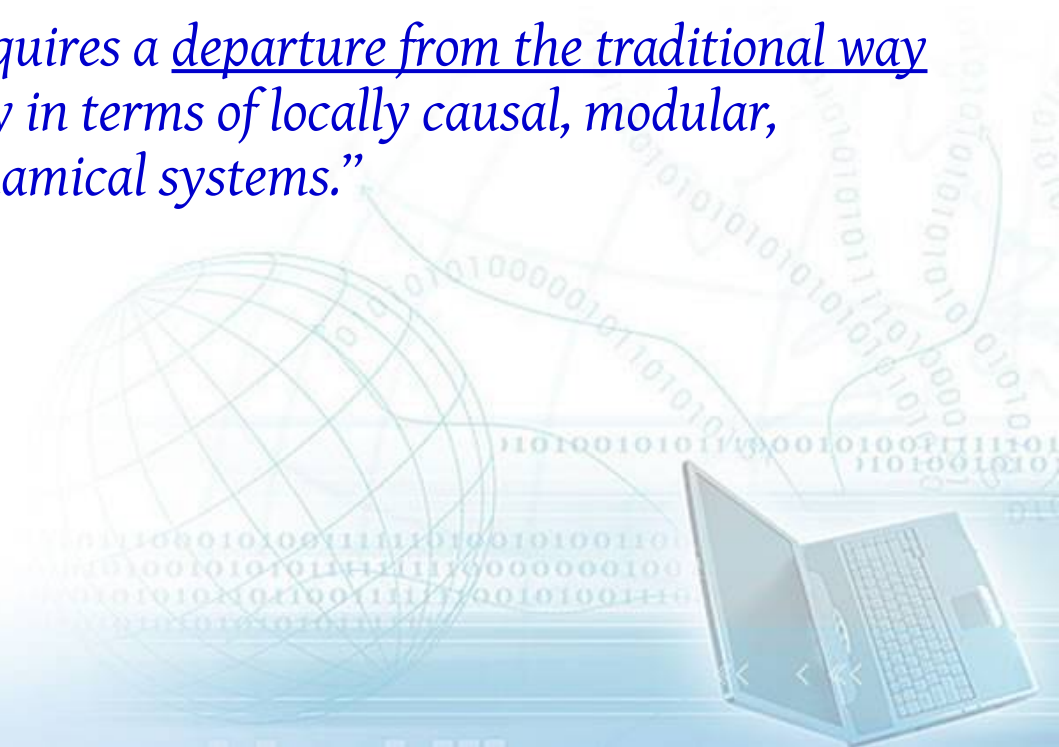 quires a departure from the traditional way
y in terms of locally causal, modular,
amical systems.”